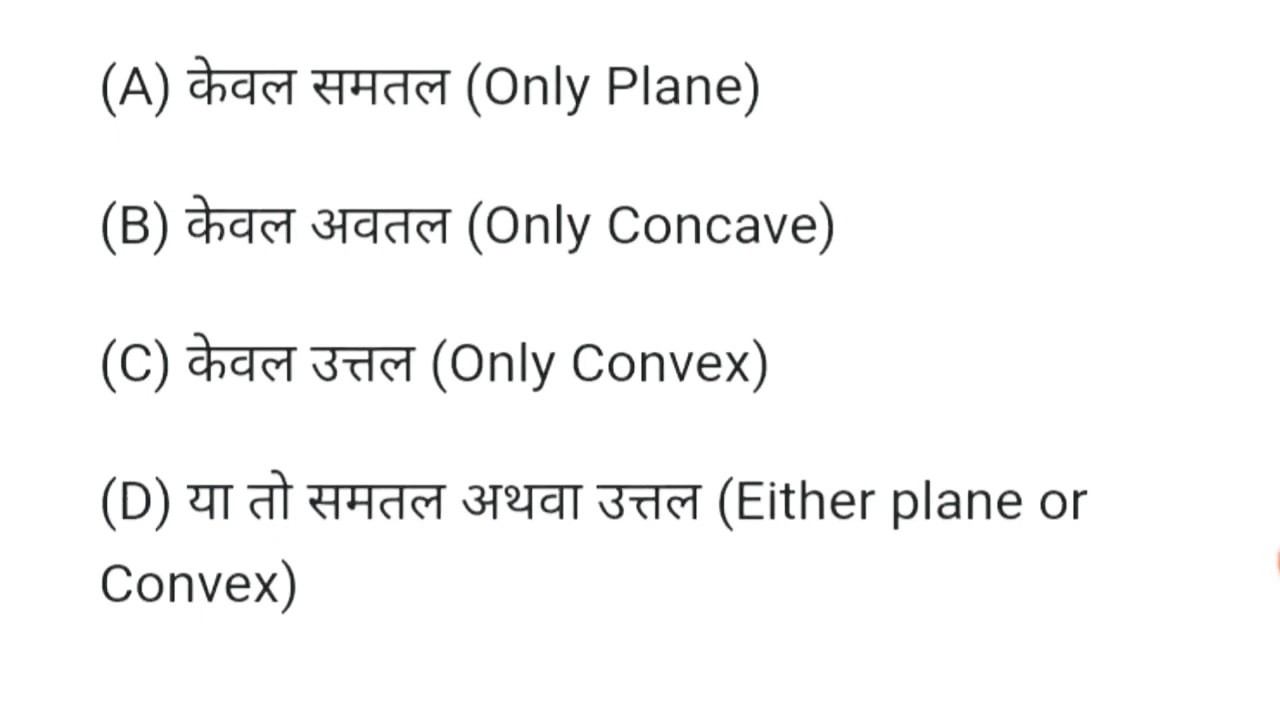 (A) केवल समतल (Only Plane)
(B) केवल अवतल (Only Concave)
(C) केवल उत्तल (Only Convex)
(D) या तो समतल अथवा उत्तल (Either plane or
Convex)